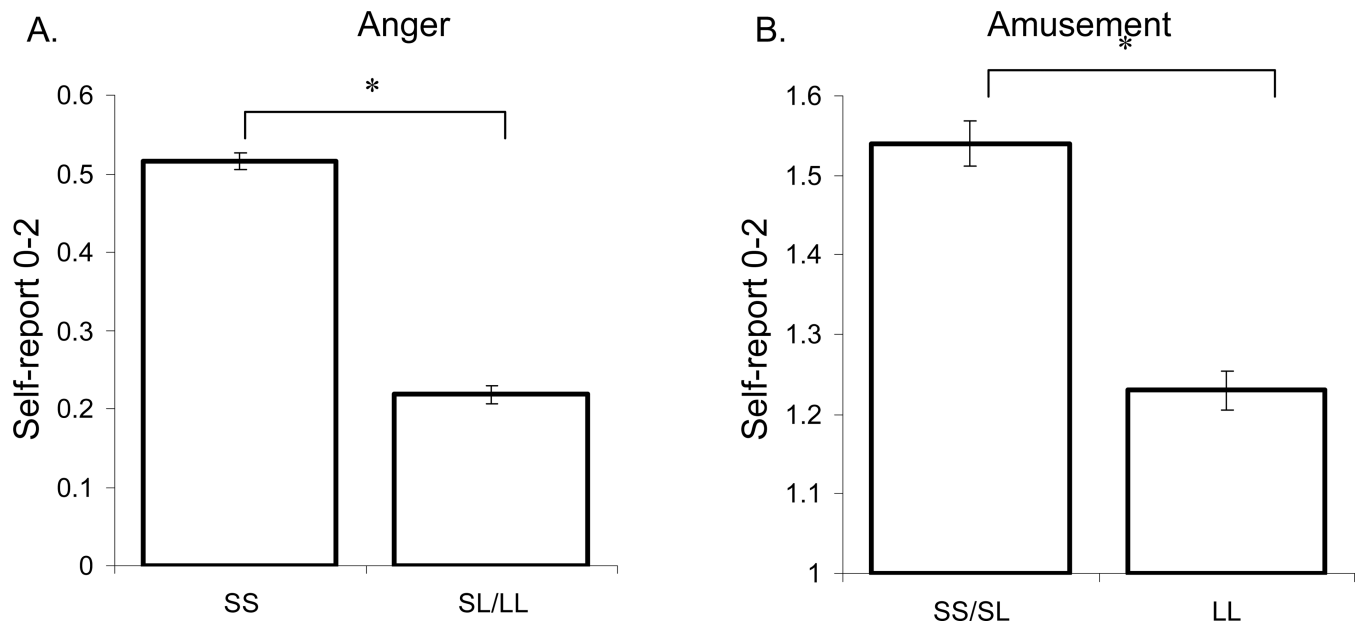 A.
Anger
*
Self-report 0-2
0.6
0.5
0.4
0.3
0.2
0.1
0
SS
SL/LL
B.
Amusement
*
Self-report 0-2
1.6
1.5
1.4
1.3
1.2
1.1
1
SS/SL
LL